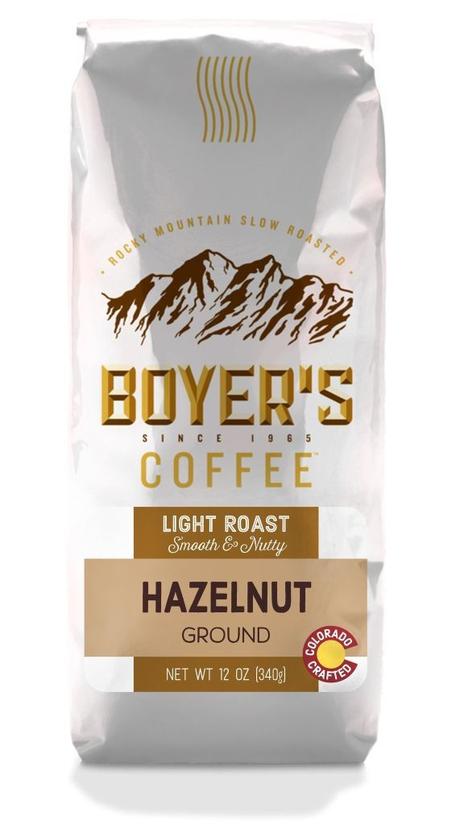 · ROCKY MOUNTAIN SLOW ROASTED ·
BOYER'S
SINCE 1965
COFFEE™
LIGHT ROAST
Smooth & Nutty
HAZELNUT
GROUND
COLORADO
CRAFTED
NET WT 12 OZ (340g)